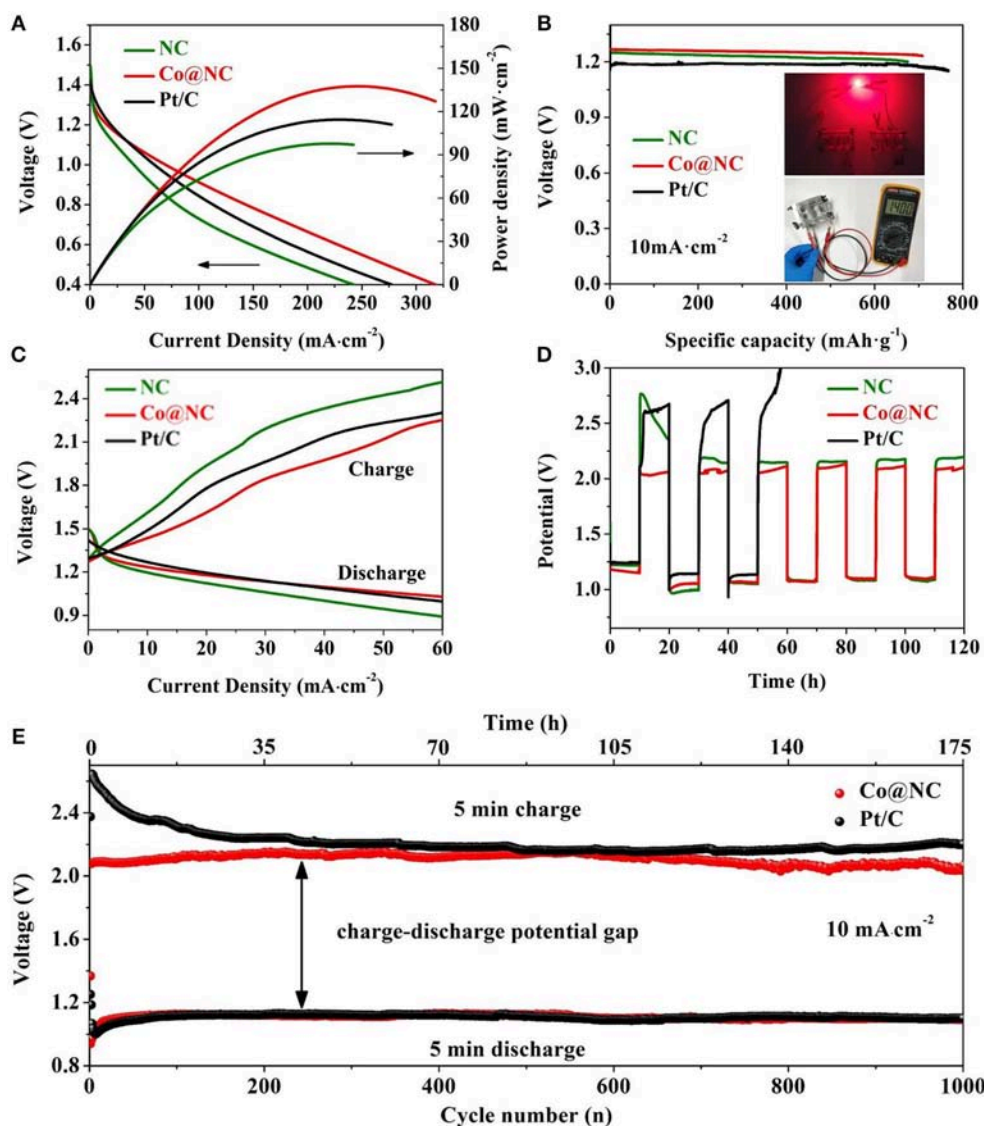 A
NC
Co@NC
Pt/C
1.6
1.4
1.2
1.0
0.8
0.6
0.4
Voltage (V)
180
150
120
90
60
30
0
Power density (mW·cm⁻²)
0 50 100 150 200 250 300
Current Density (mA·cm⁻²)
B
1.2
0.9
0.6
0.3
0.0
Voltage (V)
NC
Co@NC
Pt/C
10mA·cm⁻²
0 200 400 600 800
Specific capacity (mAh·g⁻¹)
C
NC
Co@NC
Pt/C
2.4
2.1
1.8
1.5
1.2
0.9
Voltage (V)
Charge
Discharge
0 10 20 30 40 50 60
Current Density (mA·cm⁻²)
D
3.0
2.5
2.0
1.5
1.0
Potential (V)
NC
Co@NC
Pt/C
0 20 40 60 80 100 120
Time (h)
E
Time (h)
0 35 70 105 140 175
2.4
2.0
1.6
1.2
0.8
Voltage (V)
5 min charge
Co@NC
Pt/C
charge-discharge potential gap
10 mA.cm⁻²
5 min discharge
0 200 400 600 800 1000
Cycle number (n)